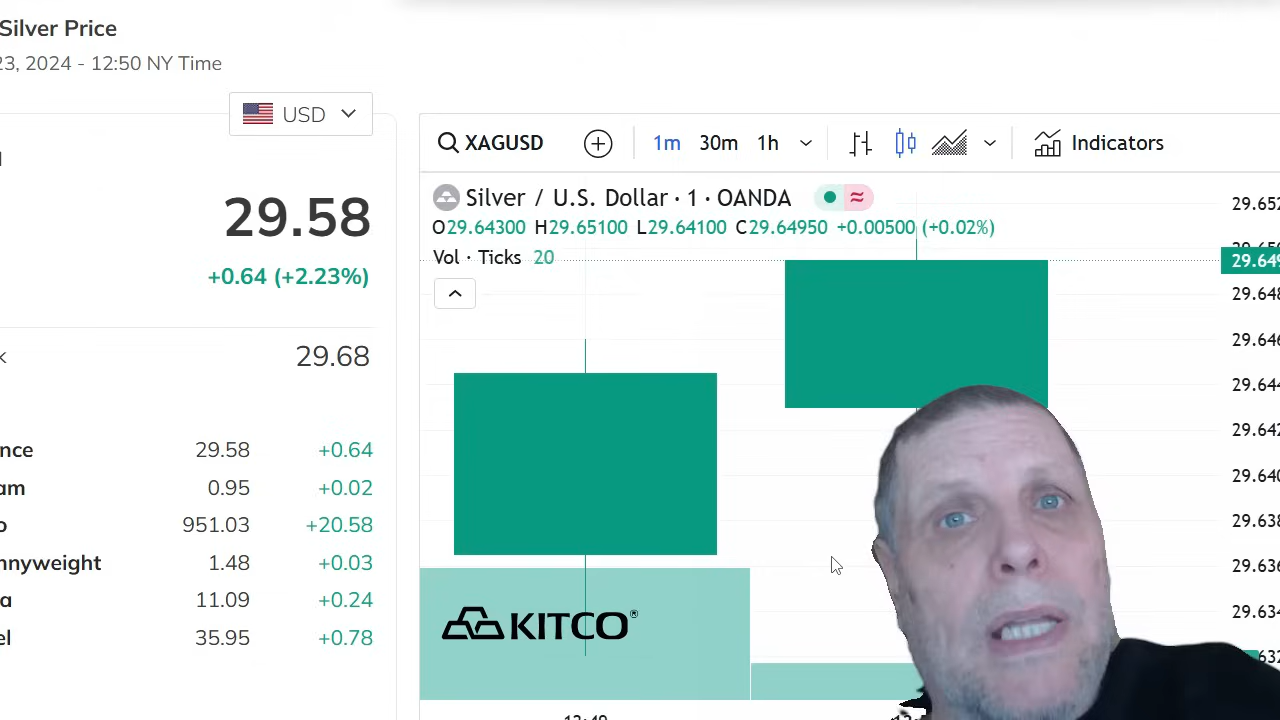 Silver Price
23, 2024 - 12:50 NY Time
USD
29.58
+0.64 (+2.23%)
k 29.68
nce 29.58 +0.64
am 0.95 +0.02
o 951.03 +20.58
nnyweight 1.48 +0.03
a 11.09 +0.24
el 35.95 +0.78
XAGUSD 1m 30m 1h Indicators
Silver / U.S. Dollar · 1 · OANDA
O29.64300 H29.65100 L29.64100 C29.64950 +0.00500 (+0.02%)
Vol · Ticks 20
KITCO®
29.652
29.649
29.648
29.646
29.644
29.642
29.640
29.638
29.636
29.634